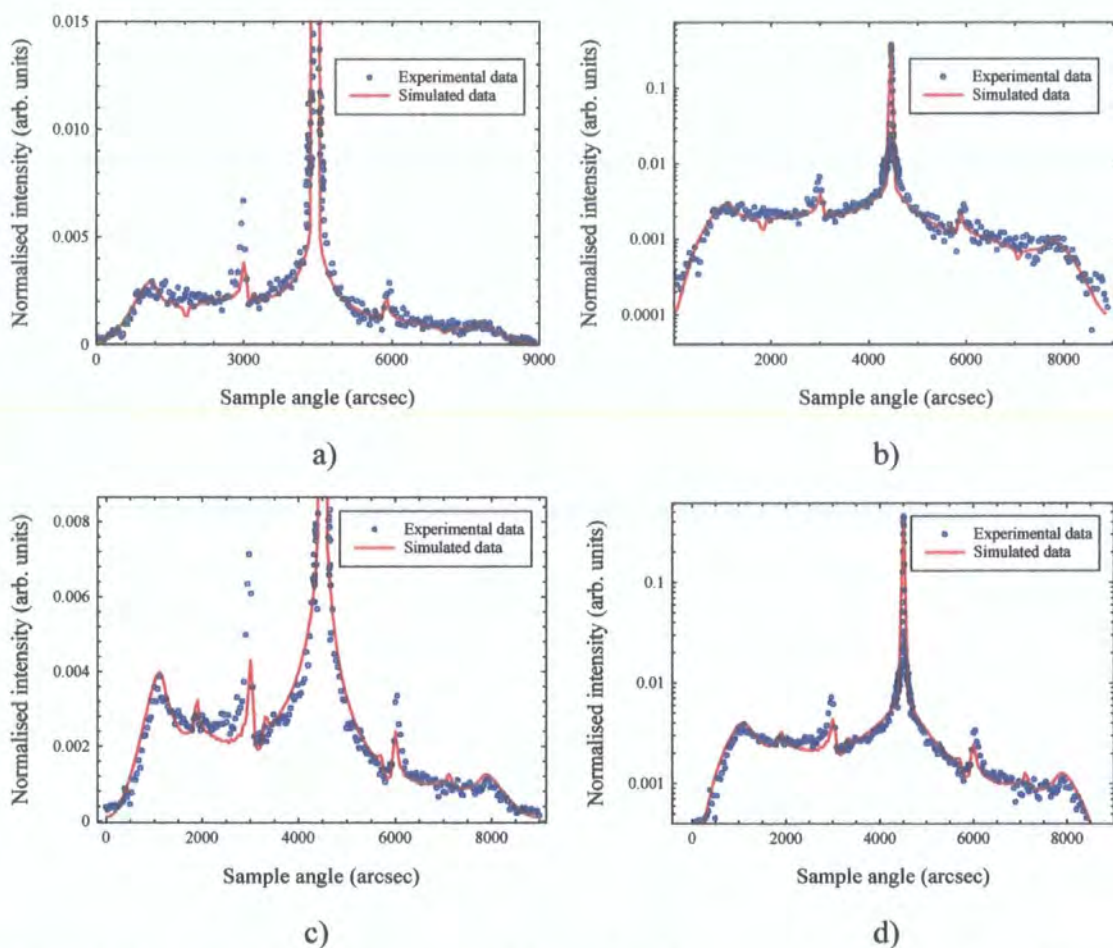 0.015
0.010
0.005
0
0
3000
6000
9000
Normalised intensity (arb. units)
Sample angle (arcsec)
Experimental data
Simulated data
a)
0.1
0.01
0.001
0.0001
2000
4000
6000
8000
Normalised intensity (arb. units)
Sample angle (arcsec)
Experimental data
Simulated data
b)
0.008
0.006
0.004
0.002
0
0
2000
4000
6000
8000
Normalised intensity (arb. units)
Sample angle (arcsec)
Experimental data
Simulated data
c)
0.1
0.01
0.001
0
2000
4000
6000
8000
Normalised intensity (arb. units)
Sample angle (arcsec)
Experimental data
Simulated data
d)